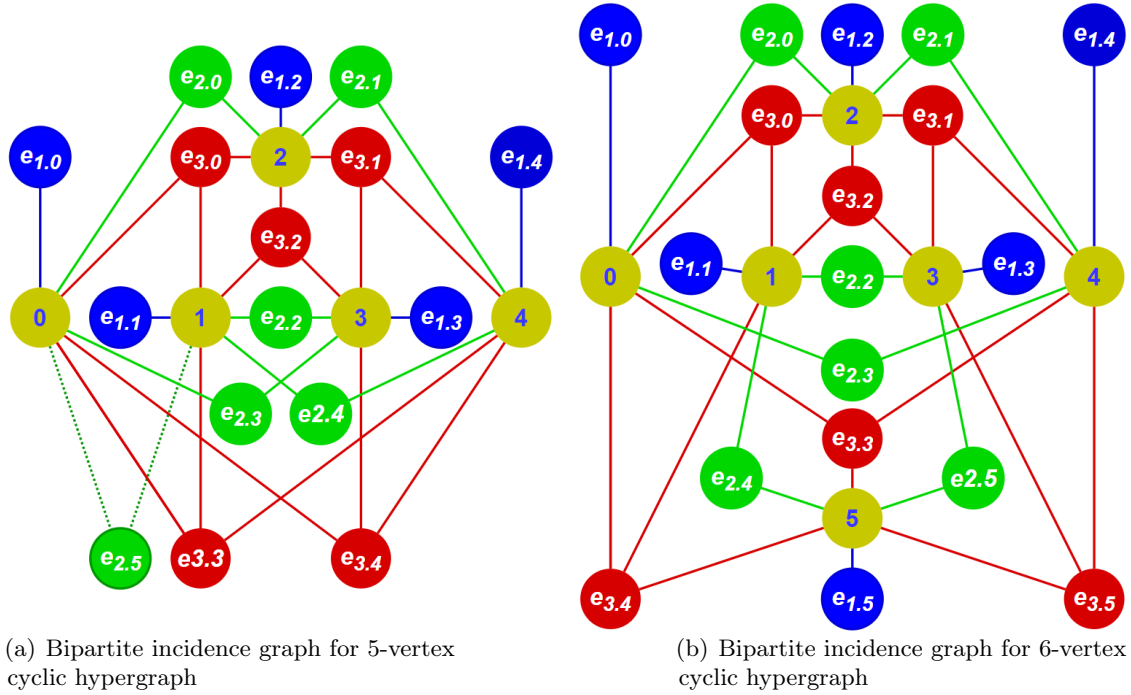 e2.0 e1.2 e2.1
e1.0 e3.0 2 e3.1 e1.4
e3.2
0 e1.1 1 e2.2 3 e1.3 4
e2.3 e2.4
e2.5 e3.3 e3.4
(a) Bipartite incidence graph for 5-vertex
cyclic hypergraph
e1.0 e2.0 e1.2 e2.1 e1.4
e3.0 2 e3.1
e3.2
0 e1.1 1 e2.2 3 e1.3 4
e2.3
e3.3
e2.4 e2.5
5
e3.4 e1.5 e3.5
(b) Bipartite incidence graph for 6-vertex
cyclic hypergraph